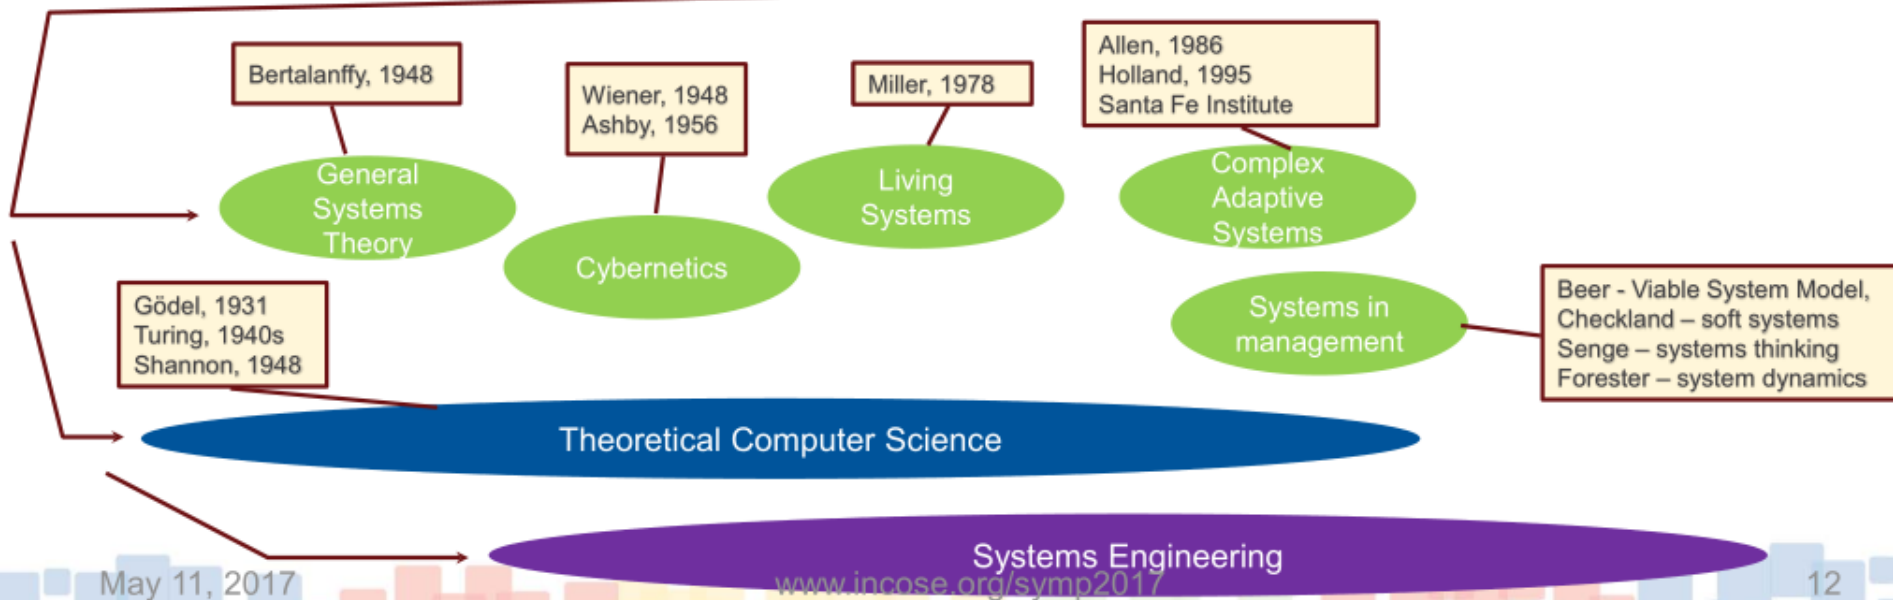 Bertalanffy, 1948
Wiener, 1948
Ashby, 1956
Miller, 1978
Allen, 1986
Holland, 1995
Santa Fe Institute
General
Systems
Theory
Cybernetics
Living
Systems
Complex
Adaptive
Systems
Gödel, 1931
Turing, 1940s
Shannon, 1948
Systems in
management
Beer - Viable System Model,
Checkland – soft systems
Senge – systems thinking
Forester – system dynamics
Theoretical Computer Science
Systems Engineering
May 11, 2017
www.incose.org/symp2017
12